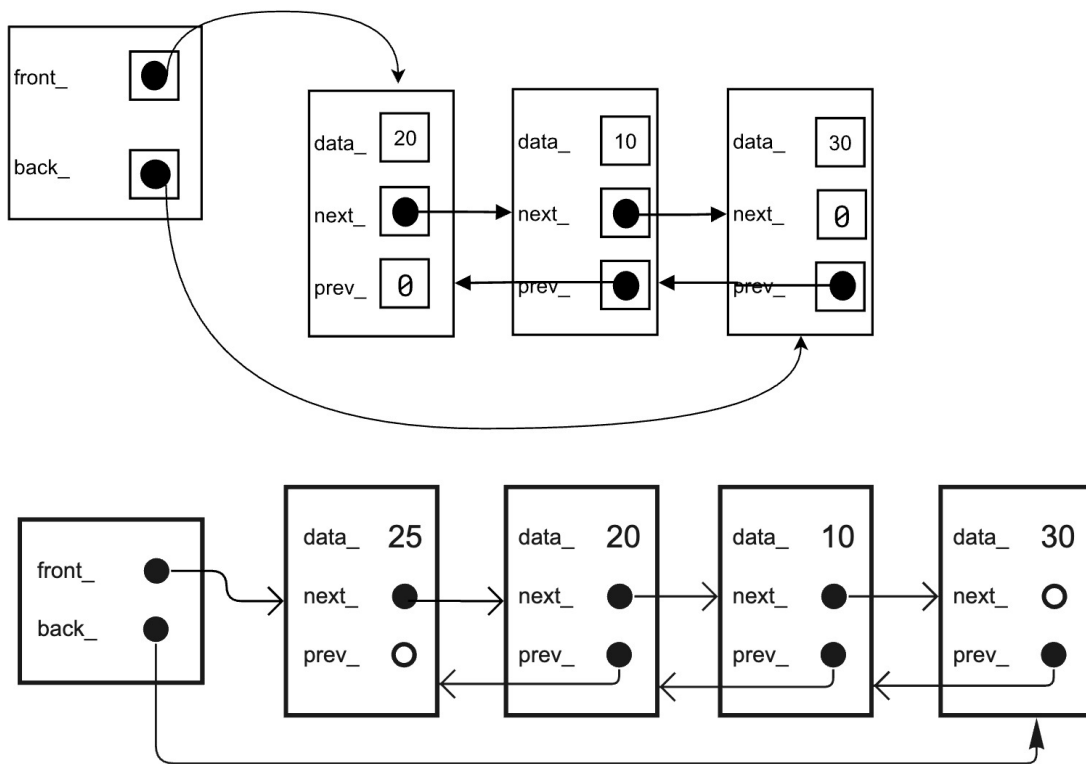 front_
back_
data_ 20
next_
prev_ 0
data_ 10
next_
prev_
data_ 30
next_ 0
prev_
front_
back_
data_ 25
next_
prev_
data_ 20
next_
prev_
data_ 10
next_
prev_
data_ 30
next_
prev_